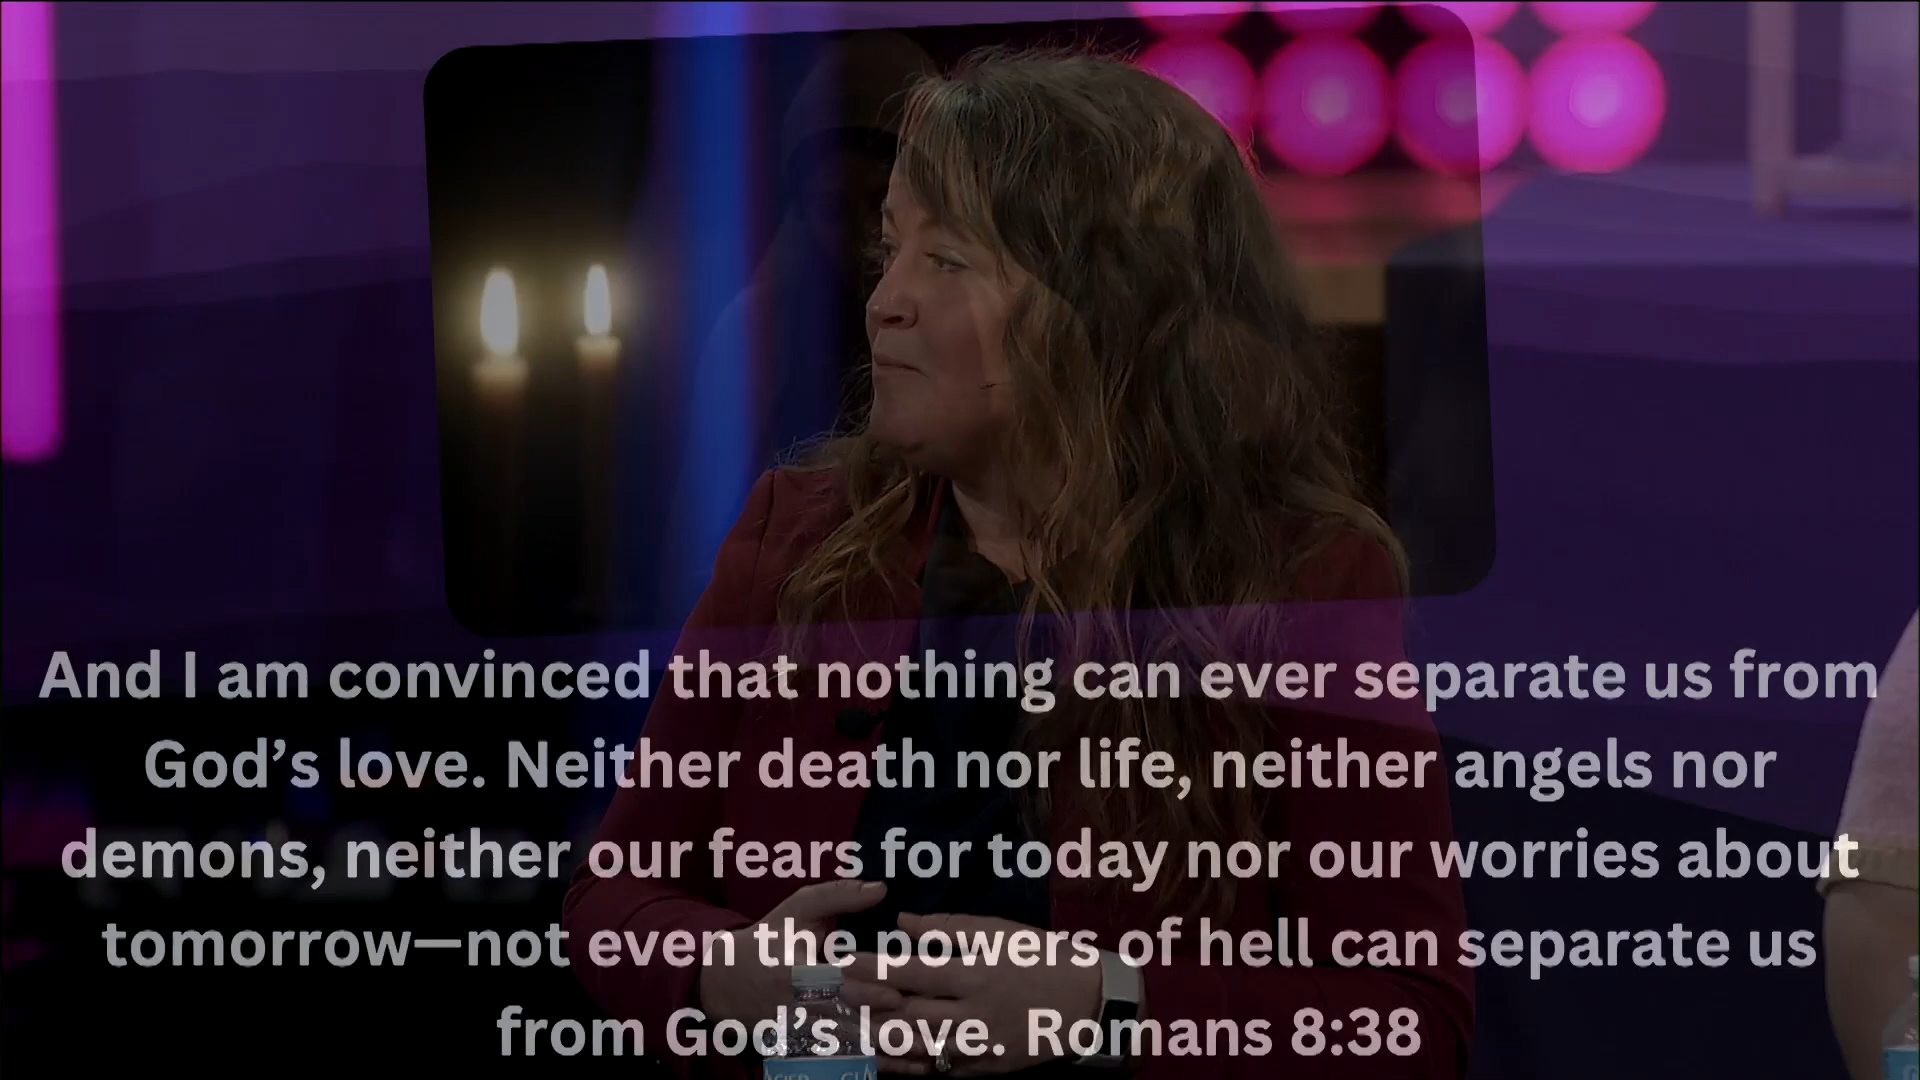 And I am convinced that nothing can ever separate us from
God’s love. Neither death nor life, neither angels nor
demons, neither our fears for today nor our worries about
tomorrow—not even the powers of hell can separate us
from God’s love. Romans 8:38